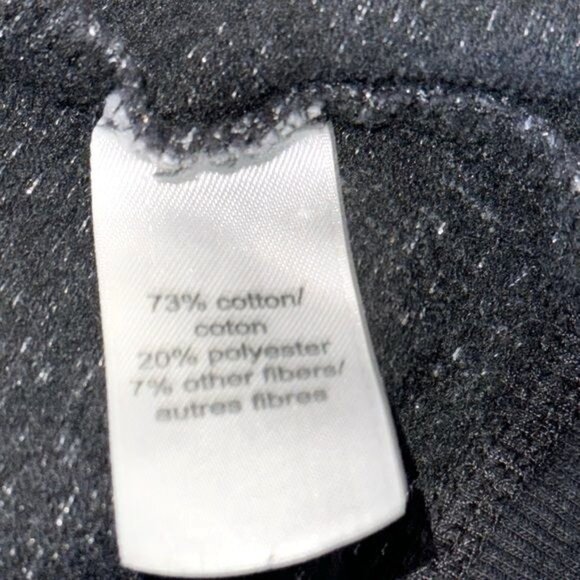 73% cotton/
coton
20% polyester
7% other fibers/
autres fibres